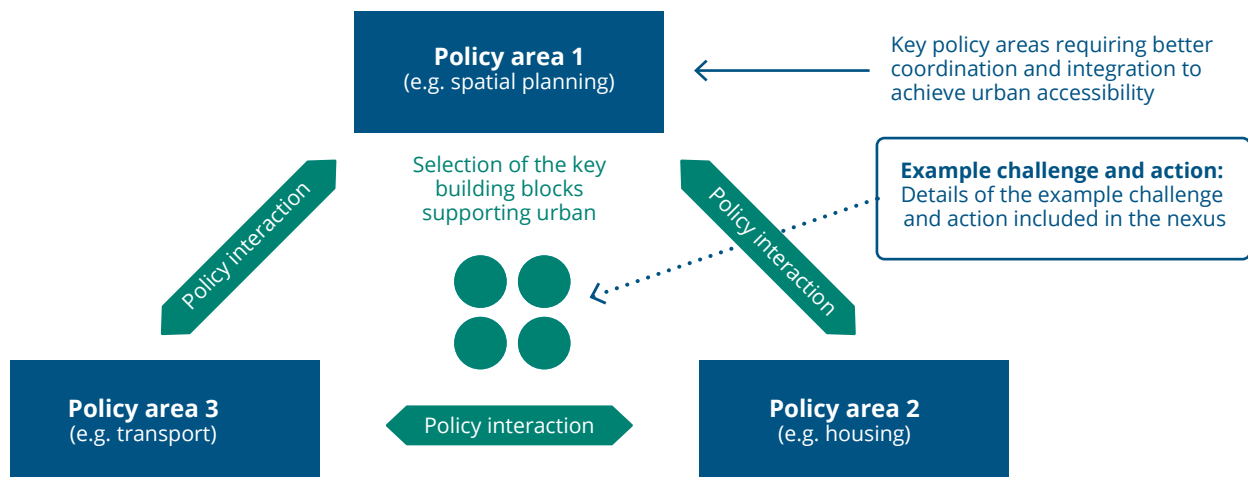 Policy area 1
(e.g. spatial planning)
Key policy areas requiring better
coordination and integration to
achieve urban accessibility
Selection of the key
building blocks
supporting urban
Example challenge and action:
Details of the example challenge
and action included in the nexus
Policy interaction
Policy interaction
Policy area 3
(e.g. transport)
Policy interaction
Policy area 2
(e.g. housing)